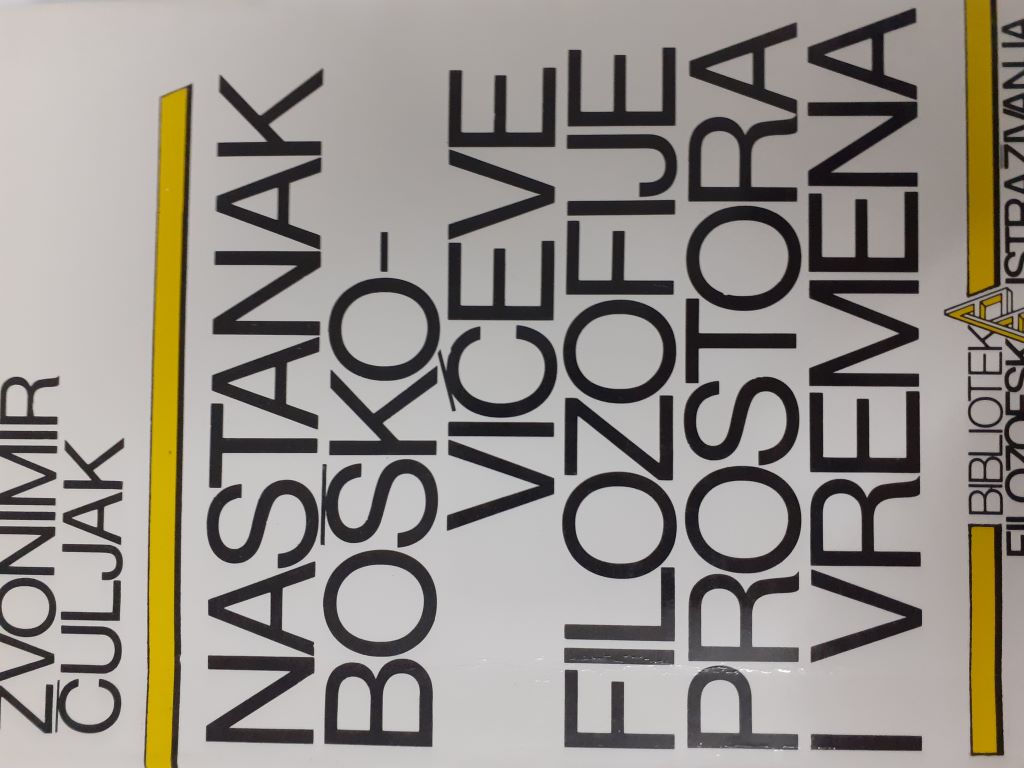 ZVONIMIR
ČULJAK
NASTANAK
BOŠKO-
VIĆEVE
FILOZOFIJE
PROSTORA
I VREMENA
BIBLIOTEKA
FILOZOFSKA ISTRAŽIVANJA